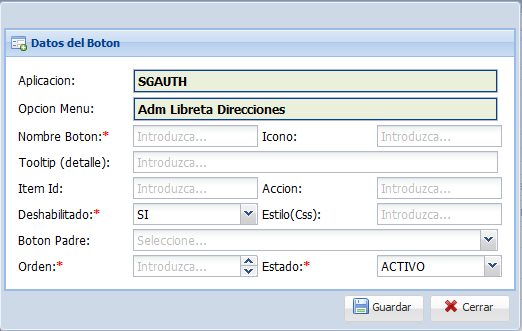 Datos del Boton
Aplicacion: SGAUTH
Opcion Menu: Adm Libreta Direcciones
Nombre Boton:* Introduzca... Icono: Introduzca...
Tooltip (detalle): Introduzca...
Item Id: Introduzca... Accion: Introduzca...
Deshabilitado:* SI Estilo(Css): Introduzca...
Boton Padre: Seleccione...
Orden:* Introduzca... Estado:* ACTIVO
Guardar Cerrar